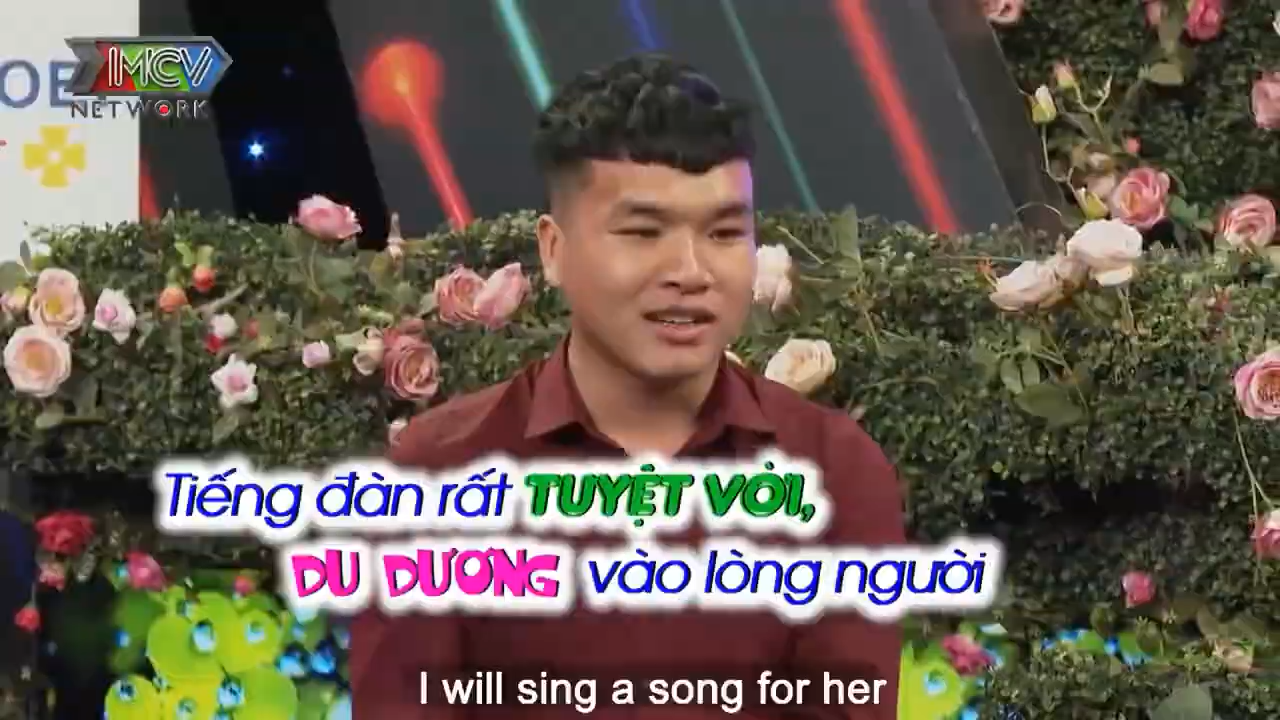 MCV
NETWORK
Tiếng đàn rất TUYỆT VỜI,
DU DƯƠNG vào lòng người
I will sing a song for her